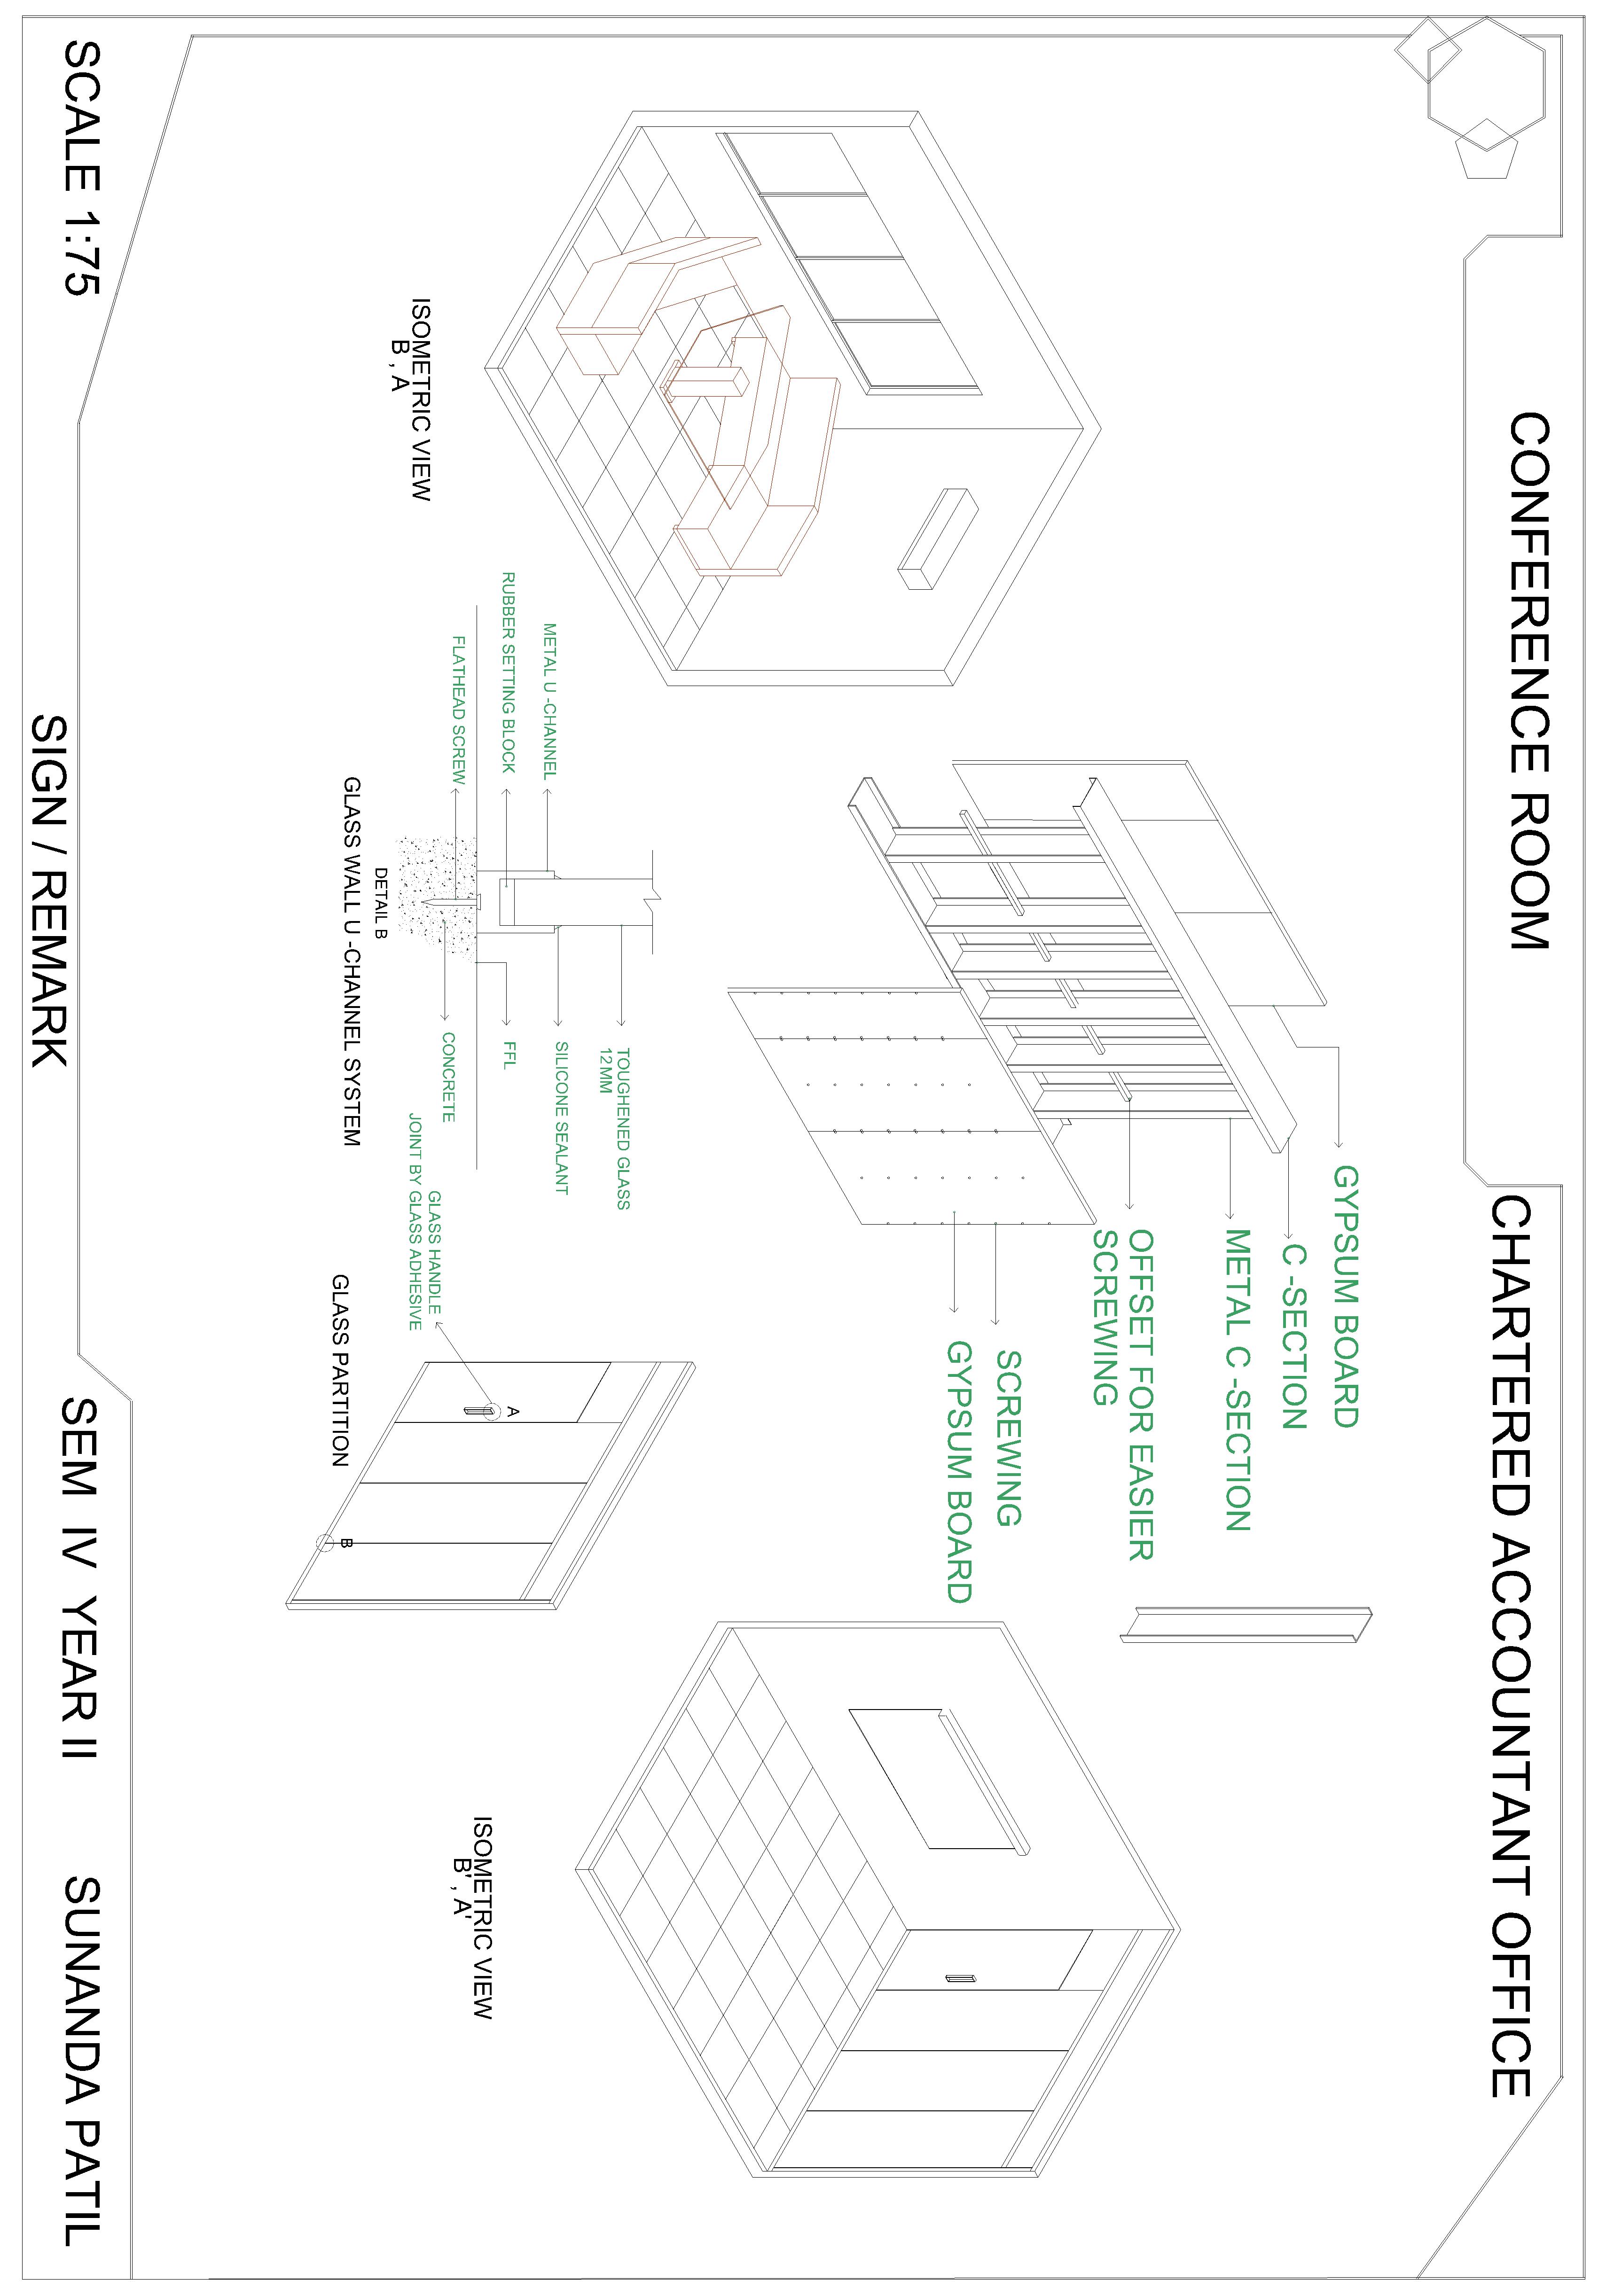 CONFERENCE ROOM
CHARTERED ACCOUNTANT OFFICE
GYPSUM BOARD
C -SECTION
METAL C -SECTION
OFFSET FOR EASIER
SCREWING
SCREWING
GYPSUM BOARD
METAL U -CHANNEL
RUBBER SETTING BLOCK
FLATHEAD SCREW
TOUGHENED GLASS
12MM
SILICONE SEALANT
FFL
CONCRETE
DETAIL B
GLASS WALL U -CHANNEL SYSTEM
ISOMETRIC VIEW
B , A
GLASS HANDLE
JOINT BY GLASS ADHESIVE
A
B
GLASS PARTITION
ISOMETRIC VIEW
B' , A'
SCALE 1:75
SIGN / REMARK
SEM IV YEAR II
SUNANDA PATIL